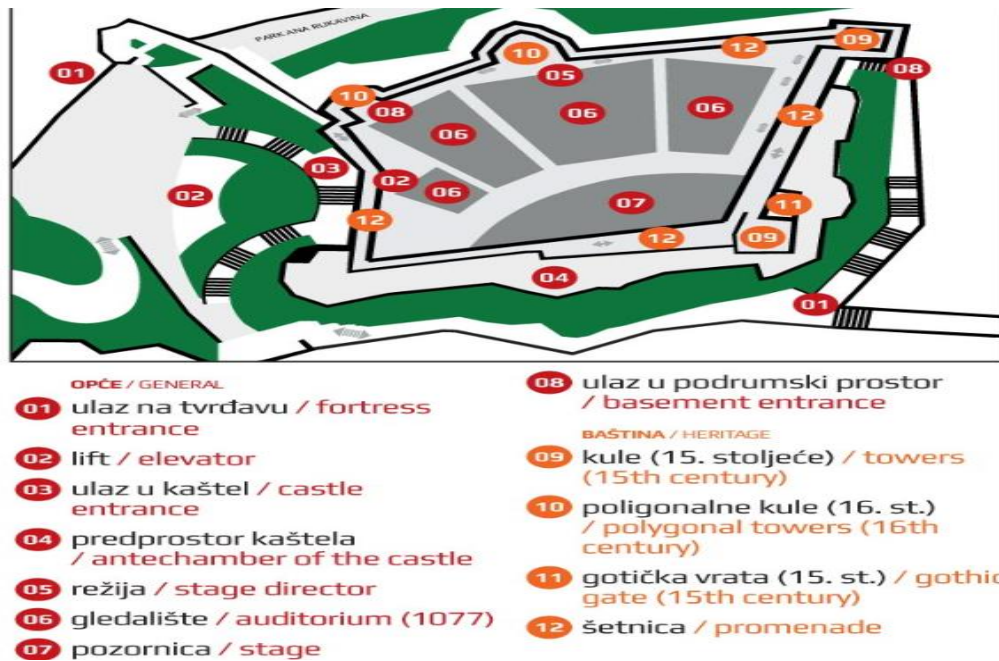 PARK ANA RUKAVINA
01
10
05
12
09
08
10
08
06
06
06
12
03
02
02
06
07
11
12
12
09
04
01
OPĆE / GENERAL
01 ulaz na tvrđavu / fortress
entrance
02 lift / elevator
03 ulaz u kaštel / castle
entrance
04 predprostor kaštela
/ antechamber of the castle
05 režija / stage director
06 gledalište / auditorium (1077)
07 pozornica / stage
08 ulaz u podrumski prostor
/ basement entrance
BAŠTINA / HERITAGE
09 kule (15. stoljeće) / towers
(15th century)
10 poligonalne kule (16. st.)
/ polygonal towers (16th
century)
11 gotička vrata (15. st.) / gothic
gate (15th century)
12 šetnica / promenade